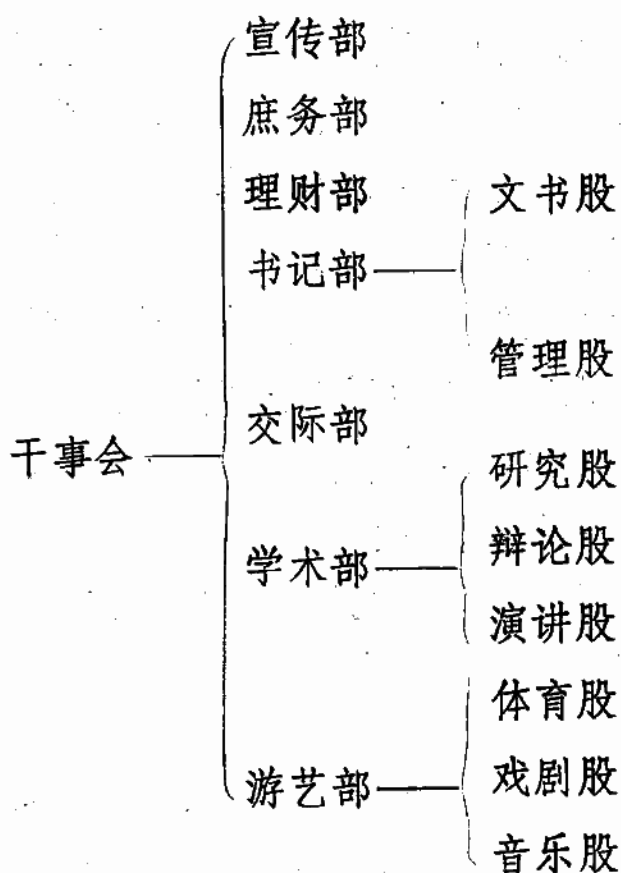 宣传部
庶务部
理财部
文书股
书记部
管理股
交际部
干事会
研究股
辩论股
学术部
演讲股
体育股
游艺部
戏剧股
音乐股